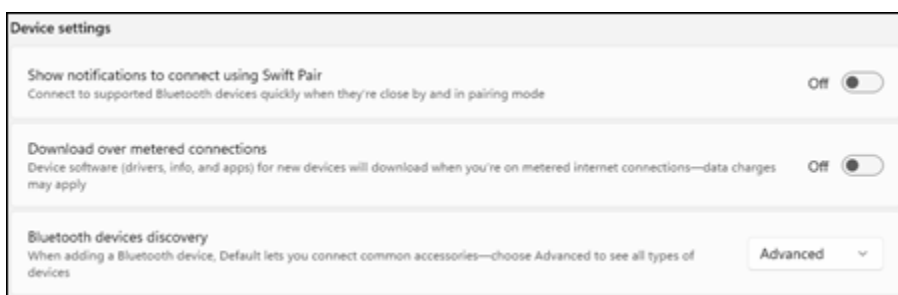 Device settings
Show notifications to connect using Swift Pair
Connect to supported Bluetooth devices quickly when they're close by and in pairing mode
Off
Download over metered connections
Device software (drivers, info, and apps) for new devices will download when you're on metered internet connections—data charges
may apply
Off
Bluetooth devices discovery
When adding a Bluetooth device, Default lets you connect common accessories—choose Advanced to see all types of
devices
Advanced